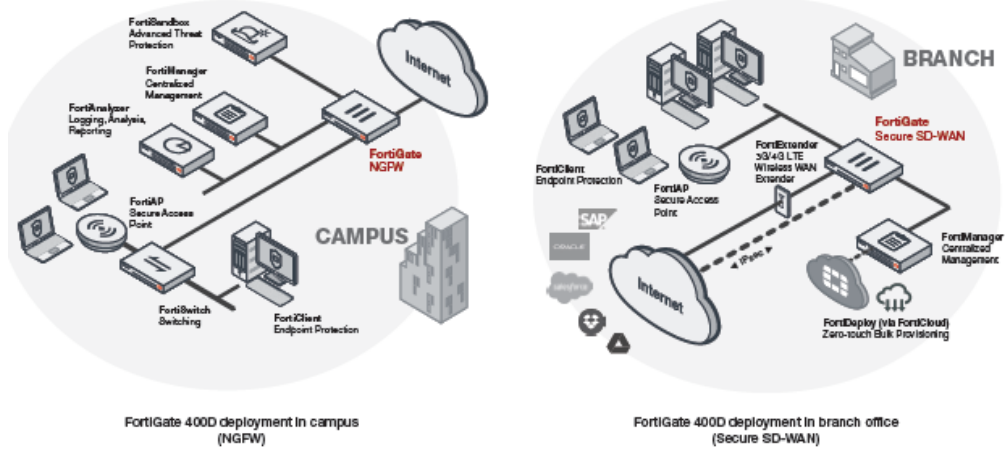 FortiSandbox
Advanced Threat
Protection
FortiManager
Centralized
Management
FortiAnalyzer
Logging, Analysis,
Reporting
Internet
FortiGate
NGFW
FortiAP
Secure Access
Point
CAMPUS
FortiSwitch
Switching
FortiClient
Endpoint Protection
FortiGate 400D deployment in campus
(NGFW)
BRANCH
FortiGate
Secure SD-WAN
FortiExtender
3G/4G LTE
Wireless WAN
Extender
FortiClient
Endpoint Protection
FortiAP
Secure Access
Point
SAP
ORACLE
salesforce
IPsec
Internet
FortiManager
Centralized
Management
FortiDeploy (via FortiCloud)
Zero-touch Bulk Provisioning
FortiGate 400D deployment in branch office
(Secure SD-WAN)